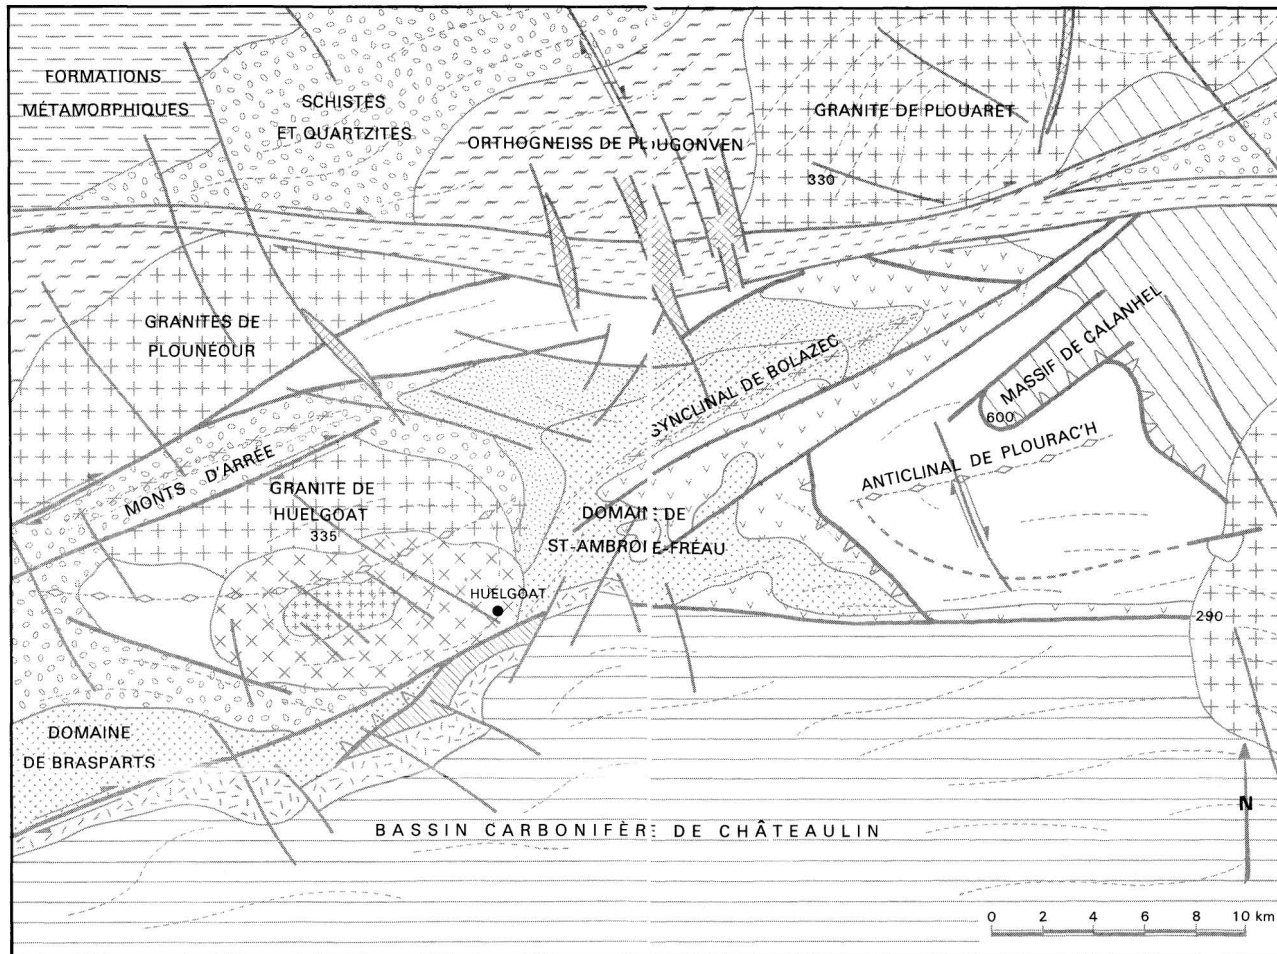 FORMATIONS
MÉTAMORPHIQUES
SCHISTES
ET QUARTZITES
ORTHOGNEISS DE PLOUGONVEN
GRANITE DE PLOUARET
330
GRANITES DE
PLOUNÉOUR
MONTS D'ARRÉE
SYNCLINAL DE BOLAZEC
MASSIF DE CALANHEL
600
ANTICLINAL DE PLOURAC'H
GRANITE DE
HUELGOAT
335
DOMAINE DE
ST-AMBROISE-FRÉAU
HUELGOAT
290
DOMAINE
DE BRASPARTS
BASSIN CARBONIFÈRE DE CHÂTEAULIN
N
0 2 4 6 8 10 km